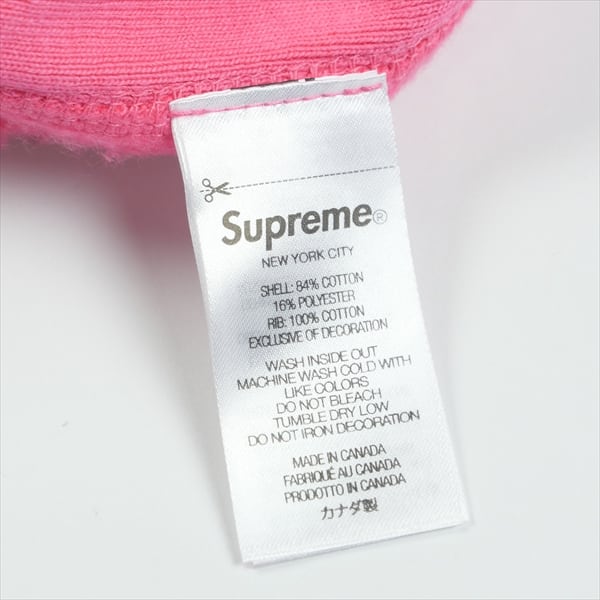 Supreme®
NEW YORK CITY
SHELL: 84% COTTON
16% POLYESTER
RIB: 100% COTTON
EXCLUSIVE OF DECORATION
WASH INSIDE OUT
MACHINE WASH COLD WITH
LIKE COLORS
DO NOT BLEACH
TUMBLE DRY LOW
DO NOT IRON DECORATION
MADE IN CANADA
FABRIQUÉ AU CANADA
PRODOTTO IN CANADA
カナダ製